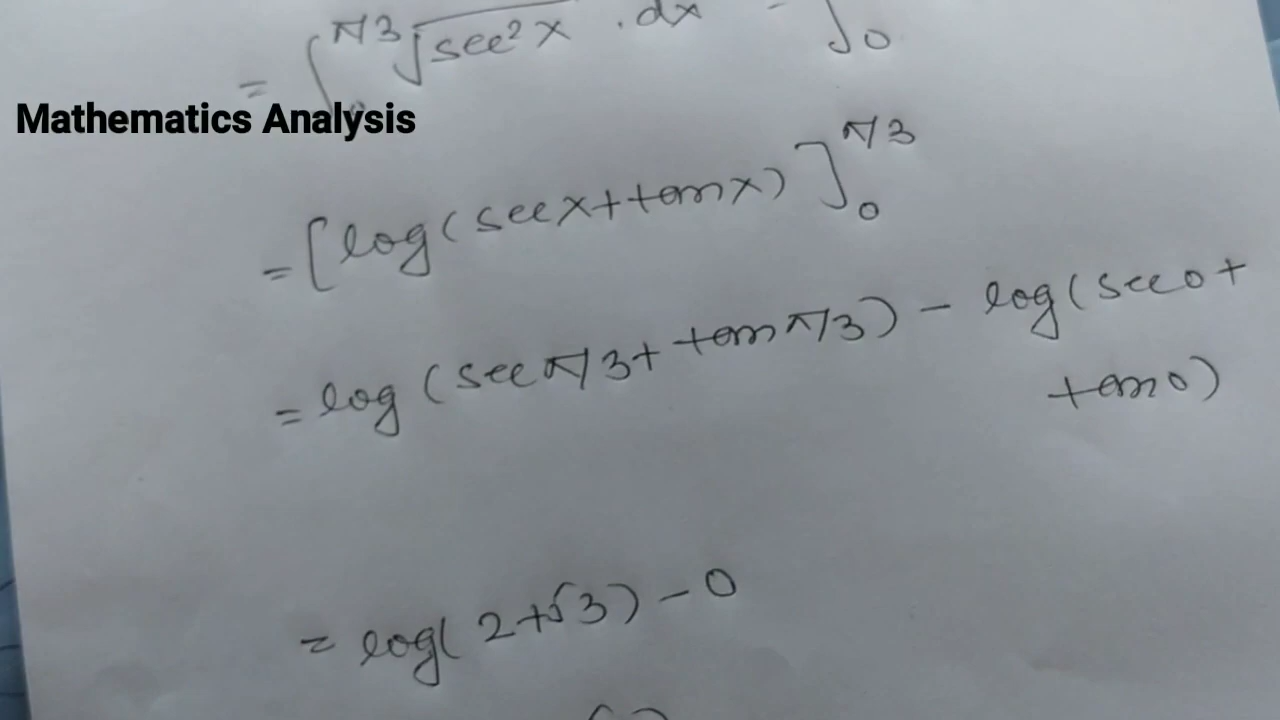 = ∫₀^π/3 √sec²x . dx - ∫₀
Mathematics Analysis
= [log(secx+tanx)]₀^π/3
= log(sec π/3 + tan π/3) - log(sec0 +
tan0)
= log(2+√3) - 0